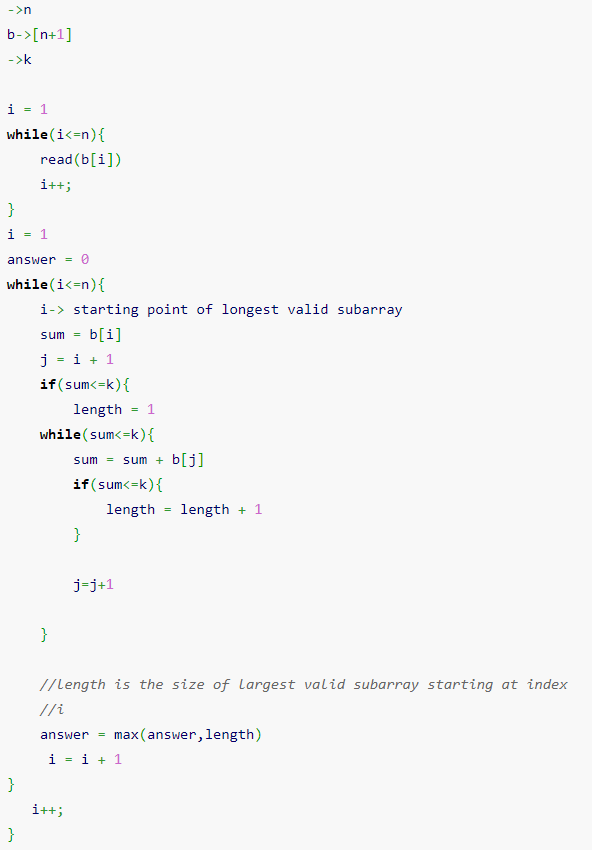 ->n
b->[n+1]
->k
i = 1
while(i<=n){
    read(b[i])
    i++;
}
i = 1
answer = 0
while(i<=n){
    i-> starting point of longest valid subarray
    sum = b[i]
    j = i + 1
    if(sum<=k){
        length = 1
    while(sum<=k){
        sum = sum + b[j]
        if(sum<=k){
            length = length + 1
        }
        j=j+1
    }
    //length is the size of largest valid subarray starting at index
    //i
    answer = max(answer,length)
     i = i + 1
}
   i++;
}